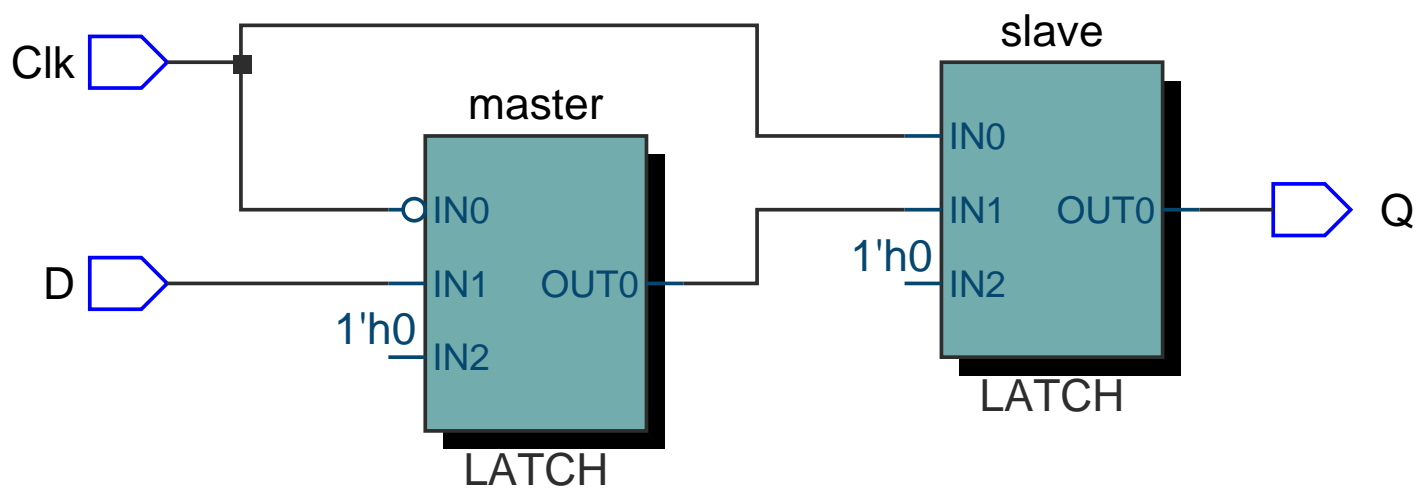 Clk
D
master
IN0
IN1
1'h0
IN2
OUT0
LATCH
slave
IN0
IN1
1'h0
IN2
OUT0
LATCH
Q